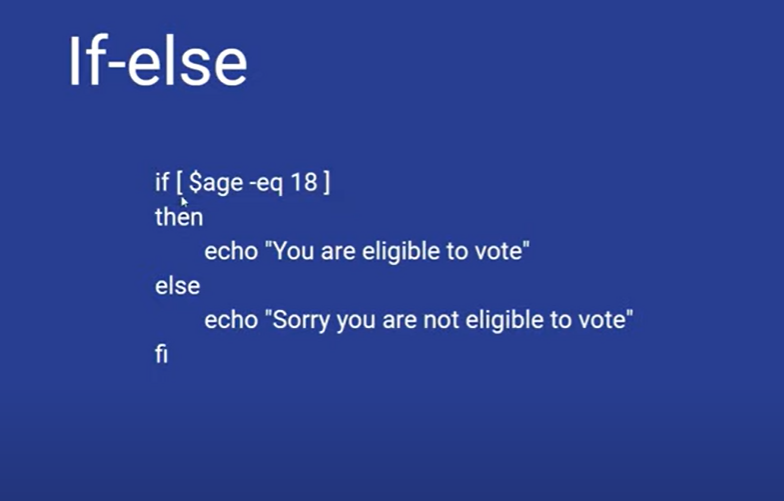 If-else
if [ $age -eq 18 ]
then
echo "You are eligible to vote"
else
echo "Sorry you are not eligible to vote"
fi